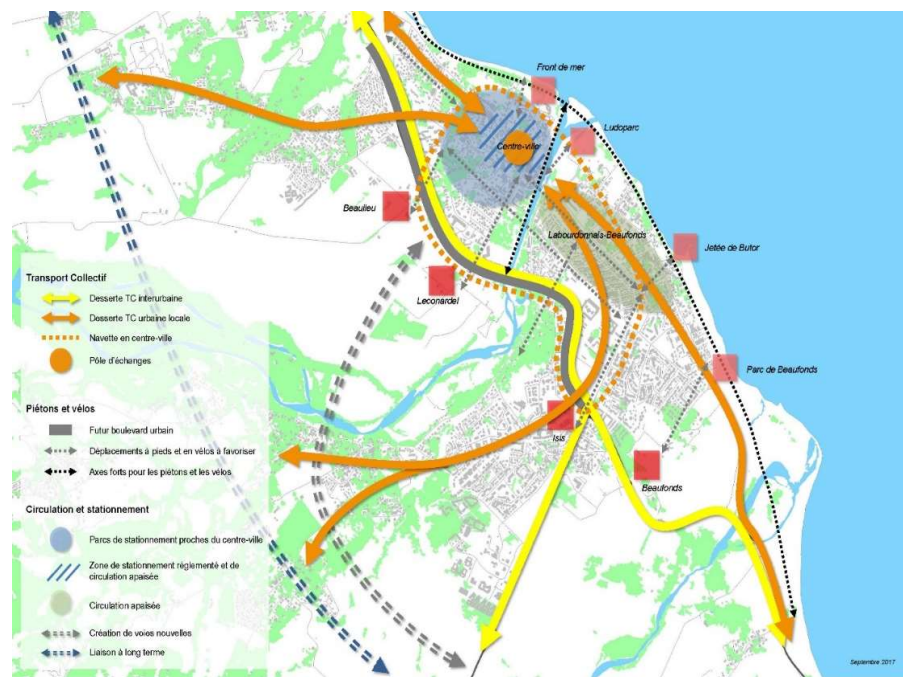 Front de mer
Ludoparc
Centre-ville
Beaulieu
Labourdonnais-Beaufonds
Jetée de Butor
Leconardel
Parc de Beaufonds
Isis
Beaufonds
Transport Collectif
Desserte TC interurbaine
Desserte TC urbaine locale
Navette en centre-ville
Pôle d'échanges
Piétons et vélos
Futur boulevard urbain
Déplacements à pieds et en vélos à favoriser
Axes forts pour les piétons et les vélos
Circulation et stationnement
Parcs de stationnement proches du centre-ville
Zone de stationnement règlementé et de
circulation apaisée
Circulation apaisée
Création de voies nouvelles
Liaison à long terme
Septembre 2017